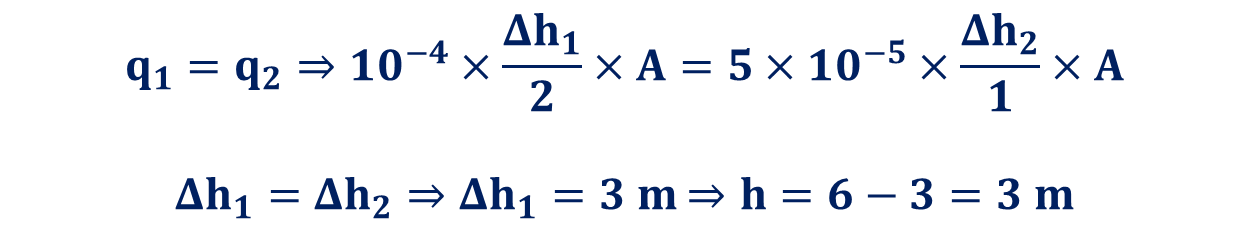 q₁ = q₂ ⇒ 10⁻⁴ × Δh₁/2 × A = 5 × 10⁻⁵ × Δh₂/1 × A
Δh₁ = Δh₂ ⇒ Δh₁ = 3 m ⇒ h = 6 − 3 = 3 m